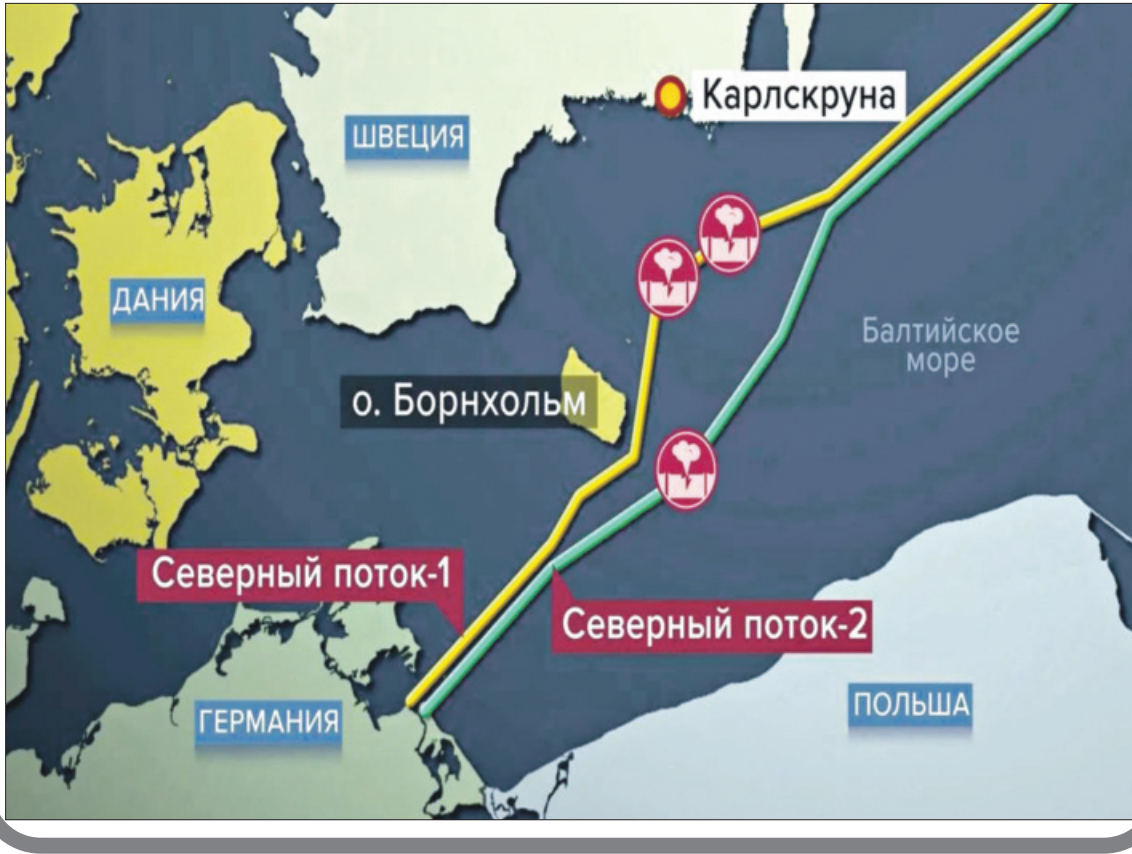 Карлскруна
ШВЕЦИЯ
ДАНИЯ
Балтийское
море
о. Борнхольм
Северный поток-1
Северный поток-2
ПОЛЬША
ГЕРМАНИЯ